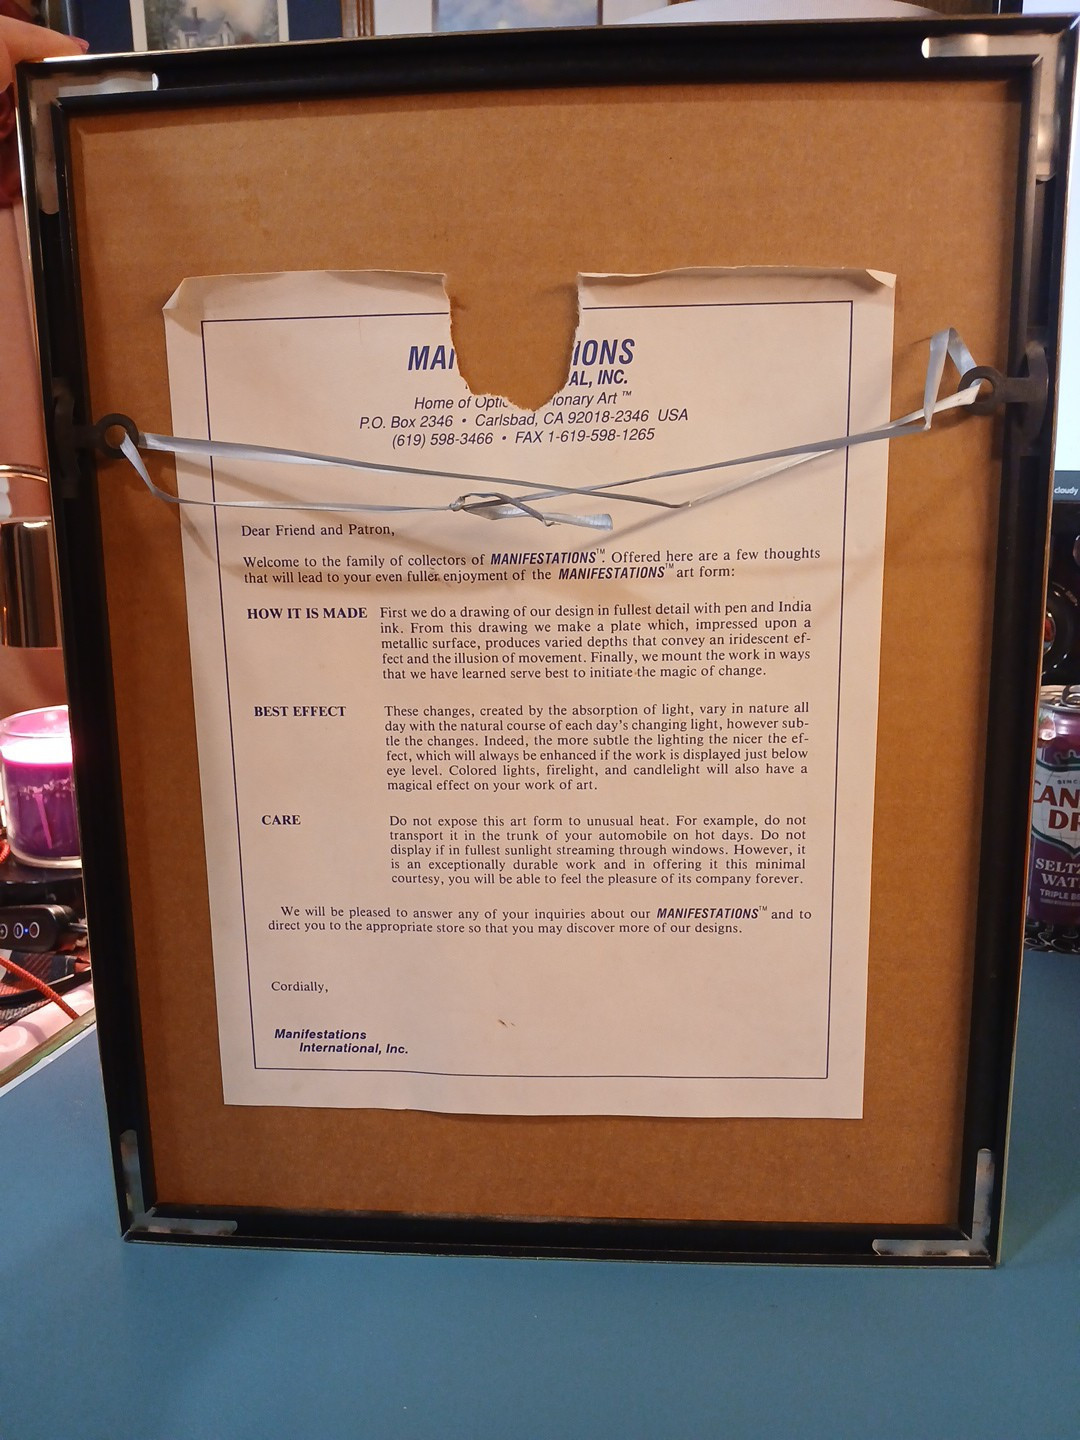 MAN IONS
AL, INC.
Home of Optic ionary Art ™
P.O. Box 2346 • Carlsbad, CA 92018-2346 USA
(619) 598-3466 • FAX 1-619-598-1265
Dear Friend and Patron,
Welcome to the family of collectors of MANIFESTATIONS™. Offered here are a few thoughts
that will lead to your even fuller enjoyment of the MANIFESTATIONS™ art form:
HOW IT IS MADE First we do a drawing of our design in fullest detail with pen and India
ink. From this drawing we make a plate which, impressed upon a
metallic surface, produces varied depths that convey an iridescent ef-
fect and the illusion of movement. Finally, we mount the work in ways
that we have learned serve best to initiate the magic of change.
BEST EFFECT These changes, created by the absorption of light, vary in nature all
day with the natural course of each day's changing light, however sub-
tle the changes. Indeed, the more subtle the lighting the nicer the ef-
fect, which will always be enhanced if the work is displayed just below
eye level. Colored lights, firelight, and candlelight will also have a
magical effect on your work of art.
CARE Do not expose this art form to unusual heat. For example, do not
transport it in the trunk of your automobile on hot days. Do not
display if in fullest sunlight streaming through windows. However, it
is an exceptionally durable work and in offering it this minimal
courtesy, you will be able to feel the pleasure of its company forever.
We will be pleased to answer any of your inquiries about our MANIFESTATIONS™ and to
direct you to the appropriate store so that you may discover more of our designs.
Cordially,
Manifestations
International, Inc.
cloudy
CAN
DR
SELTZ
WAT
TRIPLE BE